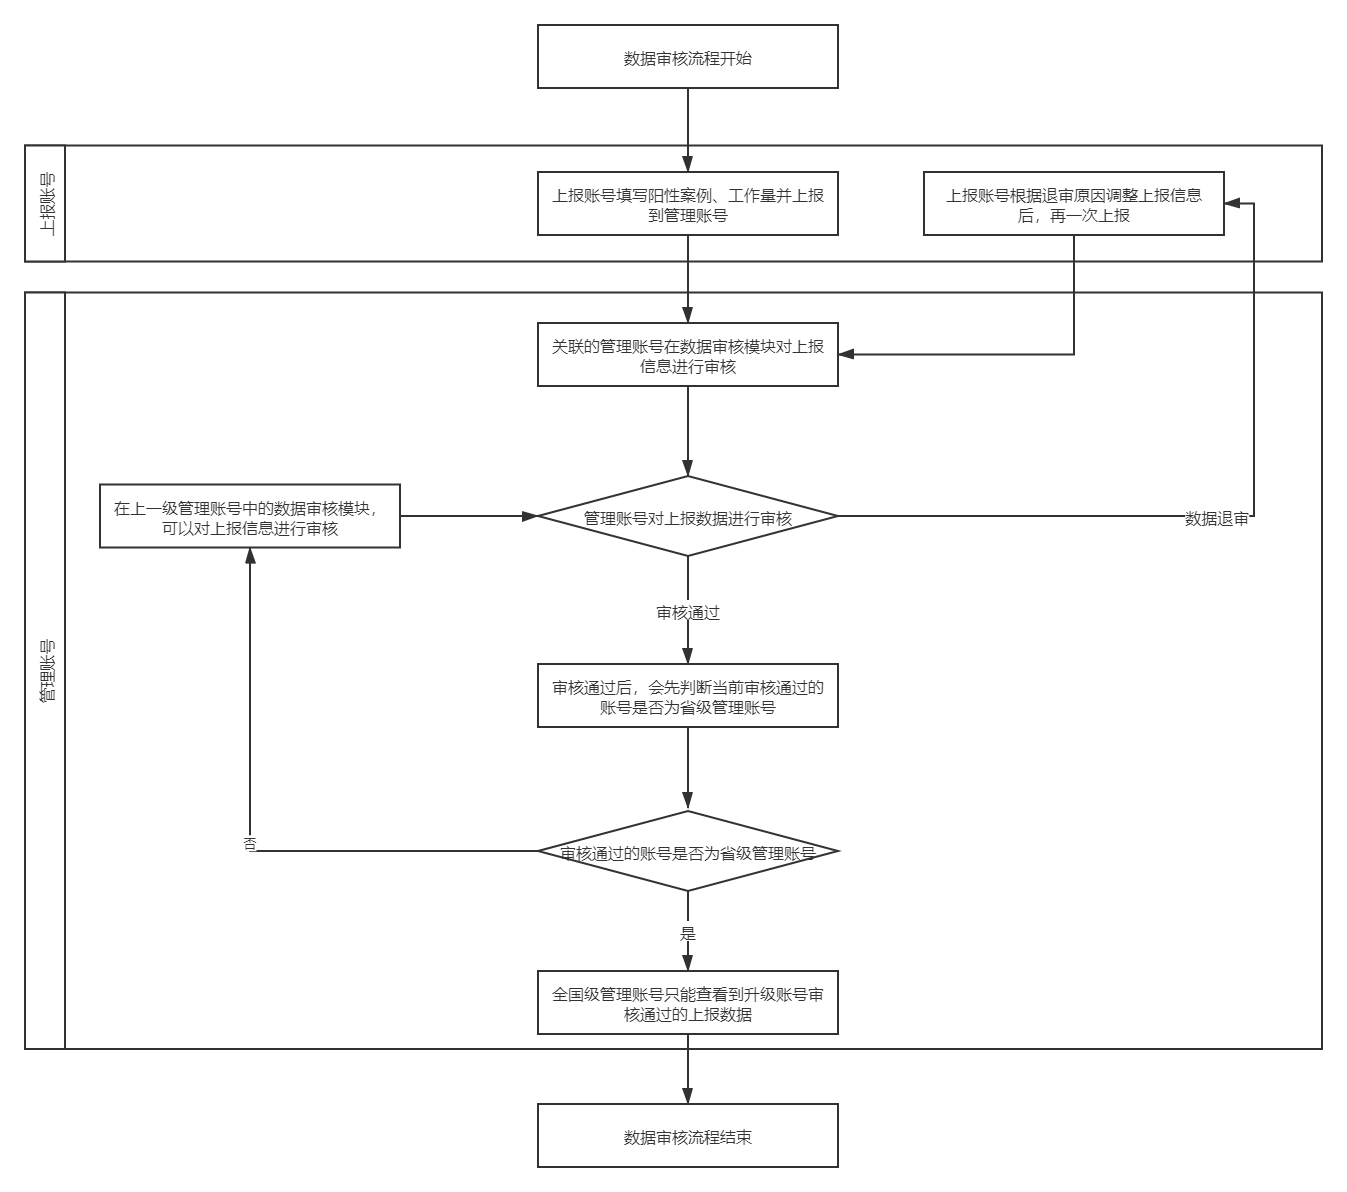 数据审核流程开始
上报账号
上报账号填写阳性案例、工作量并上报
到管理账号
上报账号根据退审原因调整上报信息
后，再一次上报
管理账号
关联的管理账号在数据审核模块对上报
信息进行审核
在上一级管理账号中的数据审核模块，
可以对上报信息进行审核
管理账号对上报数据进行审核
数据退审
审核通过
审核通过后，会先判断当前审核通过的
账号是否为省级管理账号
否
审核通过的账号是否为省级管理账号
是
全国级管理账号只能查看到升级账号审
核通过的上报数据
数据审核流程结束